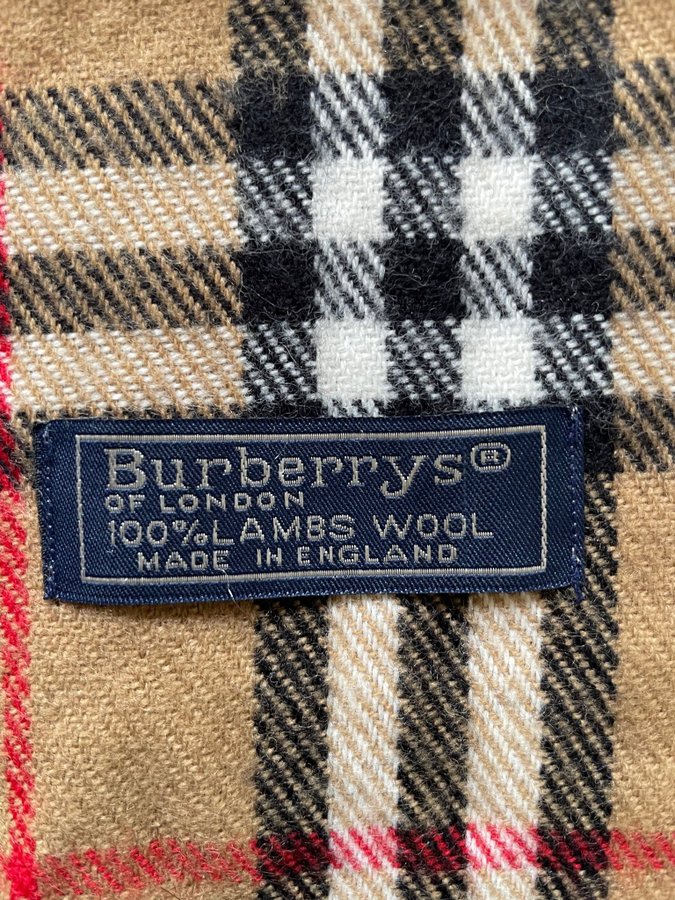 Burberrys®
OF LONDON
100% LAMBS WOOL
MADE IN ENGLAND